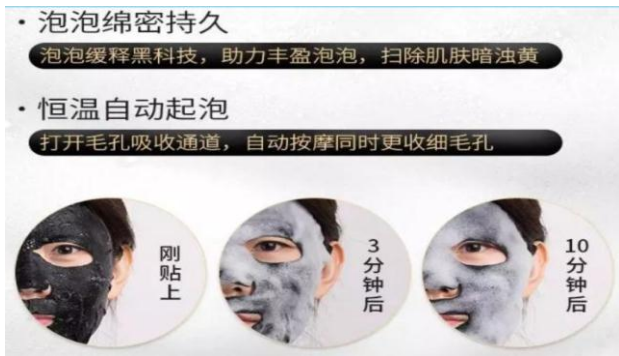 · 泡泡绵密持久
泡泡缓释黑科技，助力丰盈泡泡，扫除肌肤暗浊黄
· 恒温自动起泡
打开毛孔吸收通道，自动按摩同时更收细毛孔
刚贴上
3分钟后
10分钟后